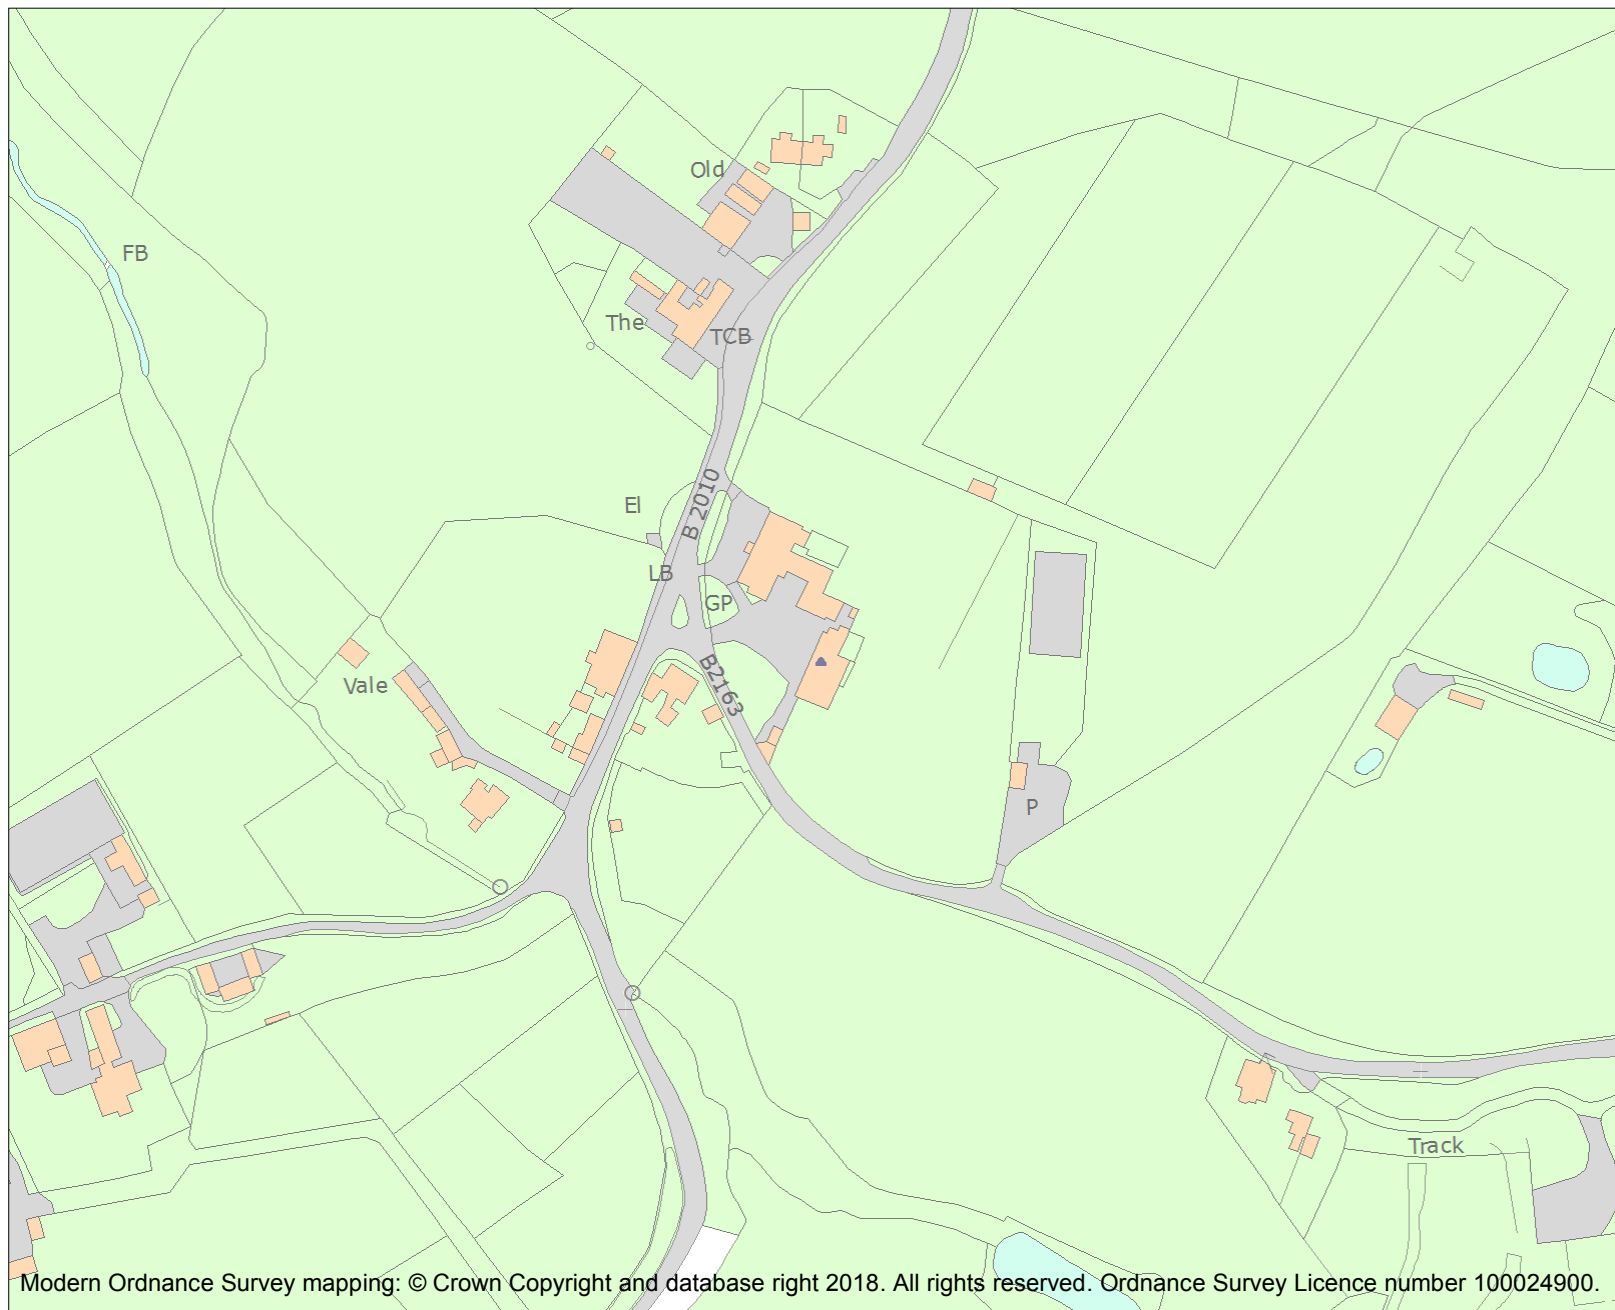 Old
FB
The
TCB
El
B 2010
LB
GP
B2163
Vale
P
Track
Modern Ordnance Survey mapping: © Crown Copyright and database right 2018. All rights reserved. Ordnance Survey Licence number 100024900.